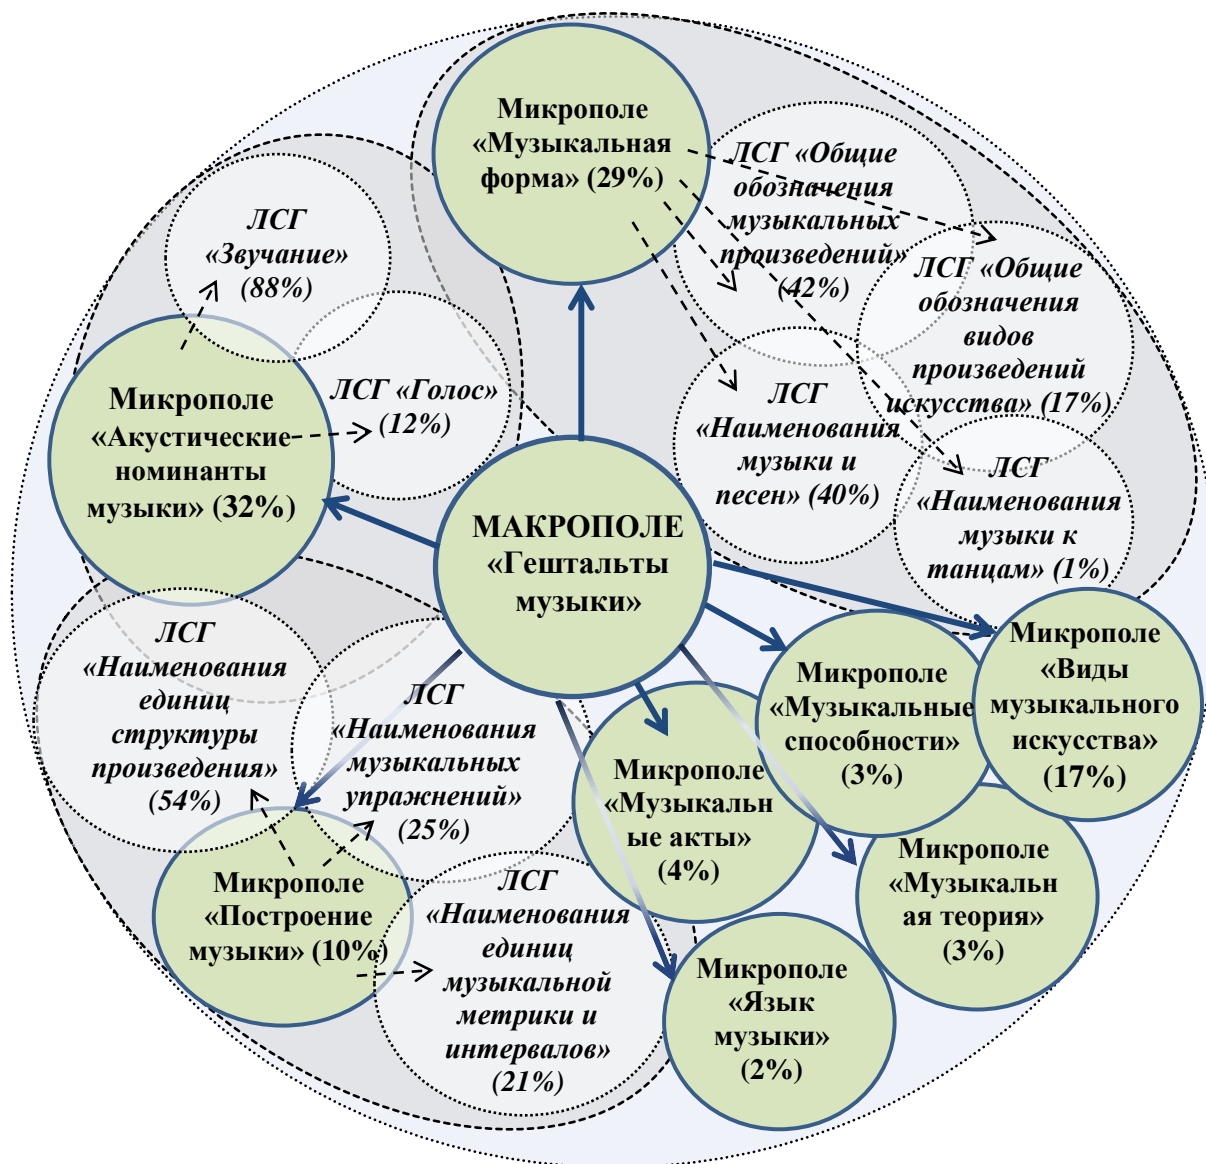 Микрополе
«Музыкальная
форма» (29%)
ЛСГ «Общие
обозначения
музыкальных
произведений»
(42%)
ЛСГ
«Звучание»
(88%)
ЛСГ «Общие
обозначения
видов
произведений
искусства» (17%)
Микрополе
«Акустические
номинанты
музыки» (32%)
ЛСГ «Голос»
(12%)
ЛСГ
«Наименования
музыки и
песен» (40%)
ЛСГ
«Наименования
музыки к
танцам» (1%)
МАКРОПОЛЕ
«Гештальты
музыки»
ЛСГ
«Наименования
единиц
структуры
произведения»
(54%)
ЛСГ
«Наименования
музыкальных
упражнений»
(25%)
Микрополе
«Музыкальн
ые акты»
(4%)
Микрополе
«Музыкальные
способности»
(3%)
Микрополе
«Виды
музыкального
искусства»
(17%)
Микрополе
«Построение
музыки» (10%)
ЛСГ
«Наименования
единиц
музыкальной
метрики и
интервалов»
(21%)
Микрополе
«Язык
музыки»
(2%)
Микрополе
«Музыкальн
ая теория»
(3%)